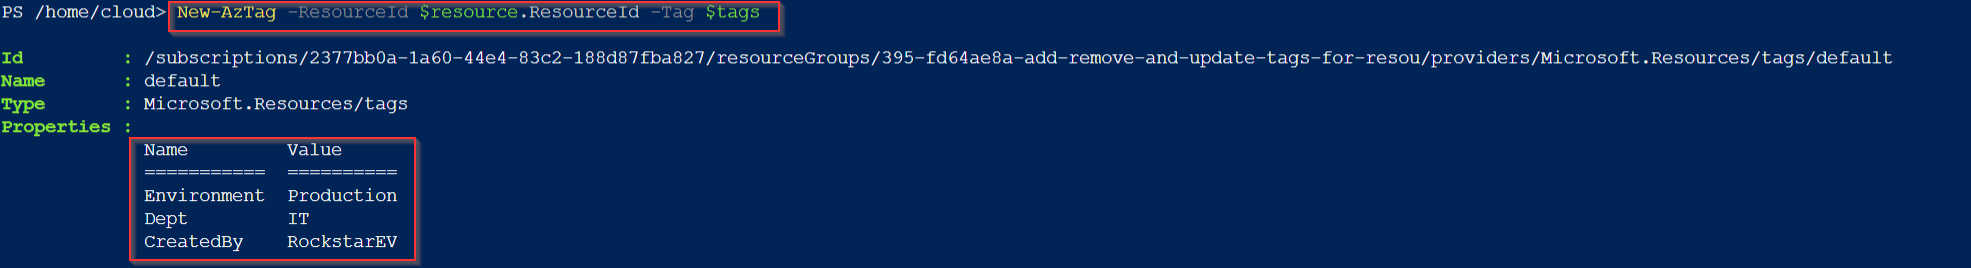 PS /home/cloud> New-AzTag -ResourceId $resource.ResourceId -Tag $tags
Id : /subscriptions/2377bb0a-1a60-44e4-83c2-188d87fba827/resourceGroups/395-fd64ae8a-add-remove-and-update-tags-for-resou/providers/Microsoft.Resources/tags/default
Name : default
Type : Microsoft.Resources/tags
Properties :
Name Value
=========== ==========
Environment Production
Dept IT
CreatedBy RockstarEV